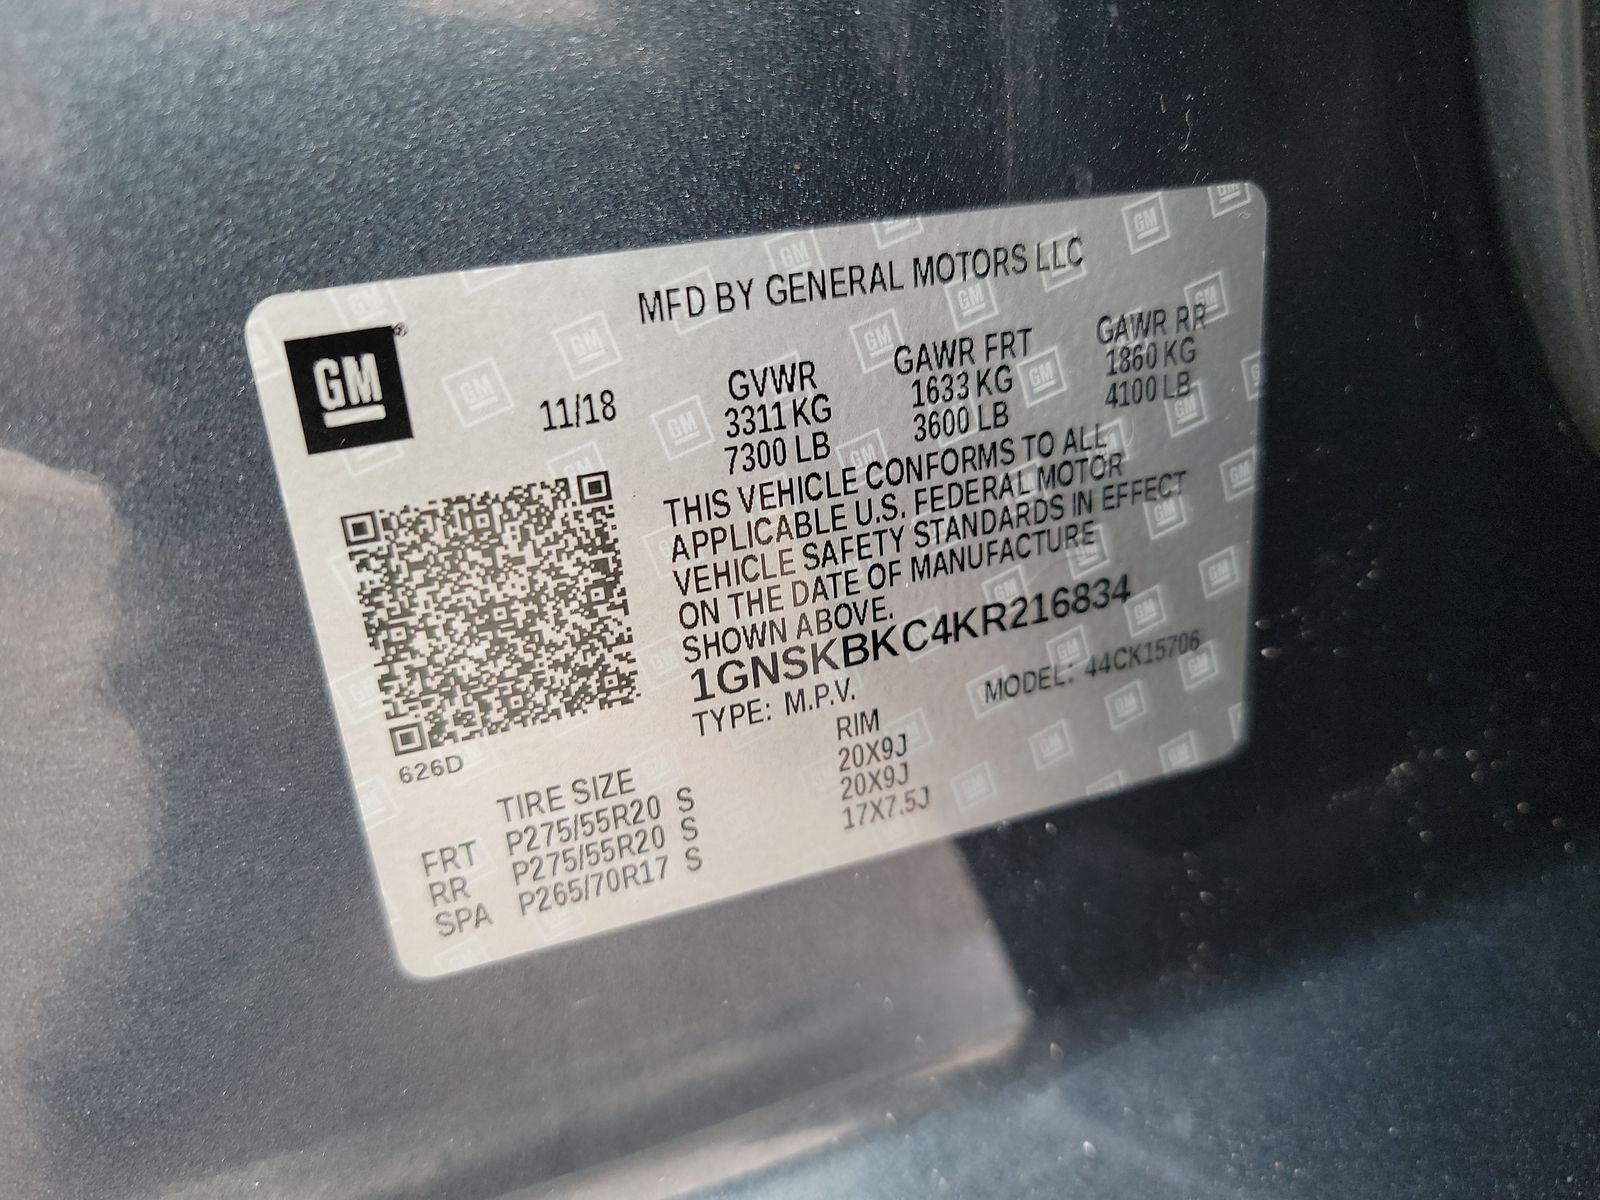 MFD BY GENERAL MOTORS LLC
GM®
11/18
GVWR GAWR FRT GAWR RR
3311 KG 1633 KG 1860 KG
7300 LB 3600 LB 4100 LB
THIS VEHICLE CONFORMS TO ALL
APPLICABLE U.S. FEDERAL MOTOR
VEHICLE SAFETY STANDARDS IN EFFECT
ON THE DATE OF MANUFACTURE
SHOWN ABOVE.
1GNSKBKC4KR216834
TYPE: M.P.V. MODEL: 44CK15706
626D
TIRE SIZE RIM
FRT P275/55R20 S 20X9J
RR P275/55R20 S 20X9J
SPA P265/70R17 S 17X7.5J